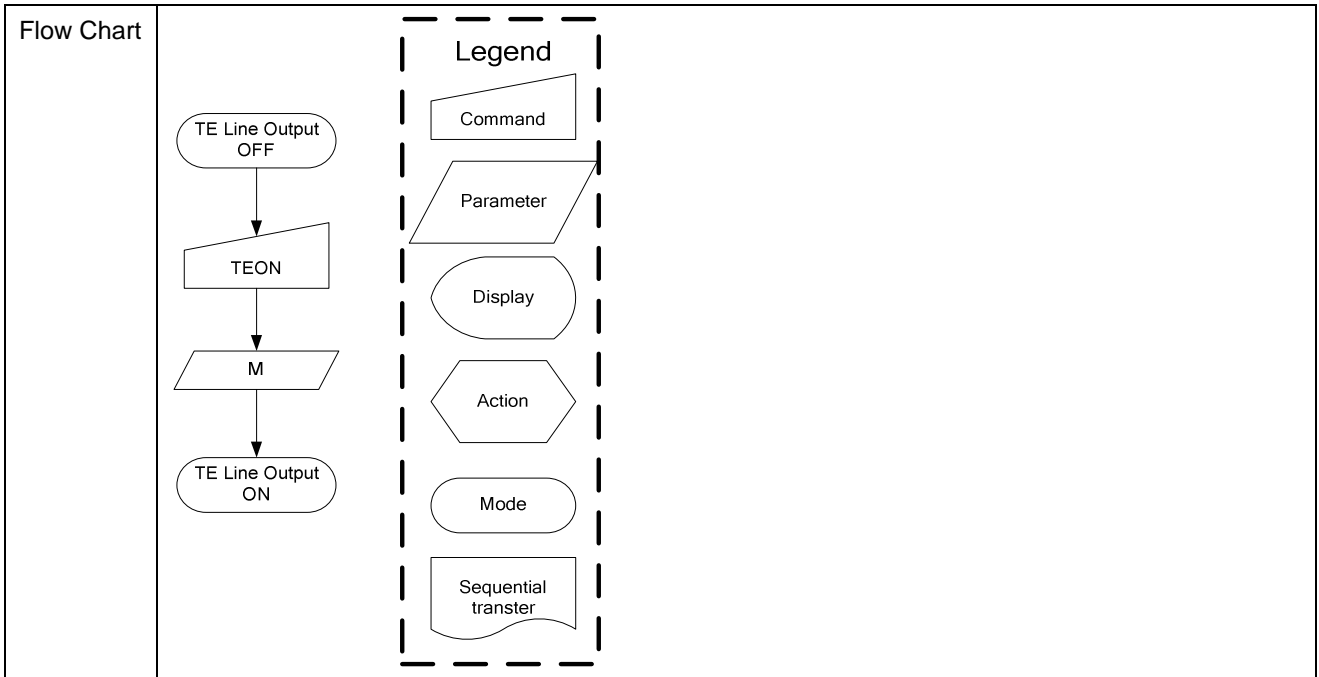 Flow Chart
TE Line Output
OFF
TEON
M
TE Line Output
ON
Legend
Command
Parameter
Display
Action
Mode
Sequential
transter